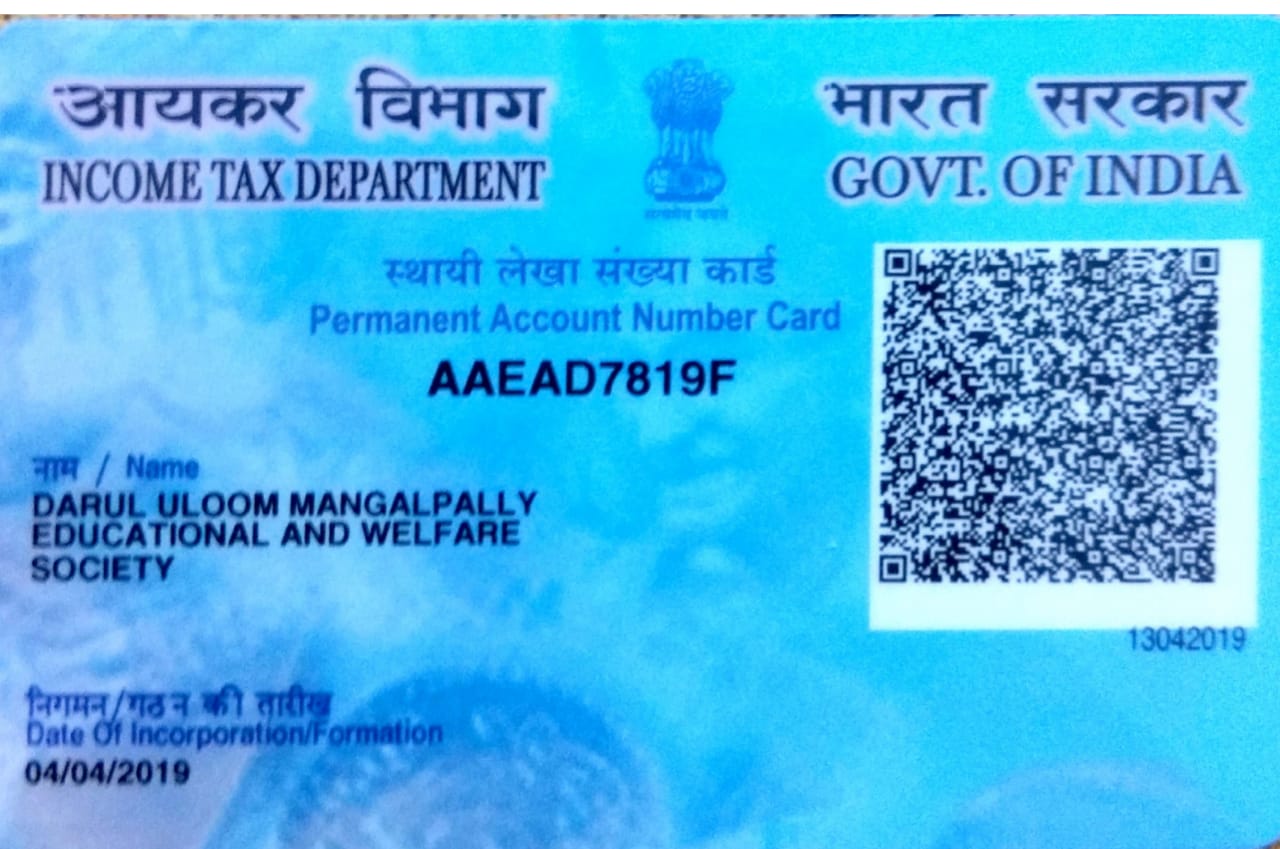 आयकर विभाग
INCOME TAX DEPARTMENT
सत्यमेव जयते
भारत सरकार
GOVT. OF INDIA
स्थायी लेखा संख्या कार्ड
Permanent Account Number Card
AAEAD7819F
नाम / Name
DARUL ULOOM MANGALPALLY
EDUCATIONAL AND WELFARE
SOCIETY
13042019
निगमन/गठन की तारीख
Date Of Incorporation/Formation
04/04/2019